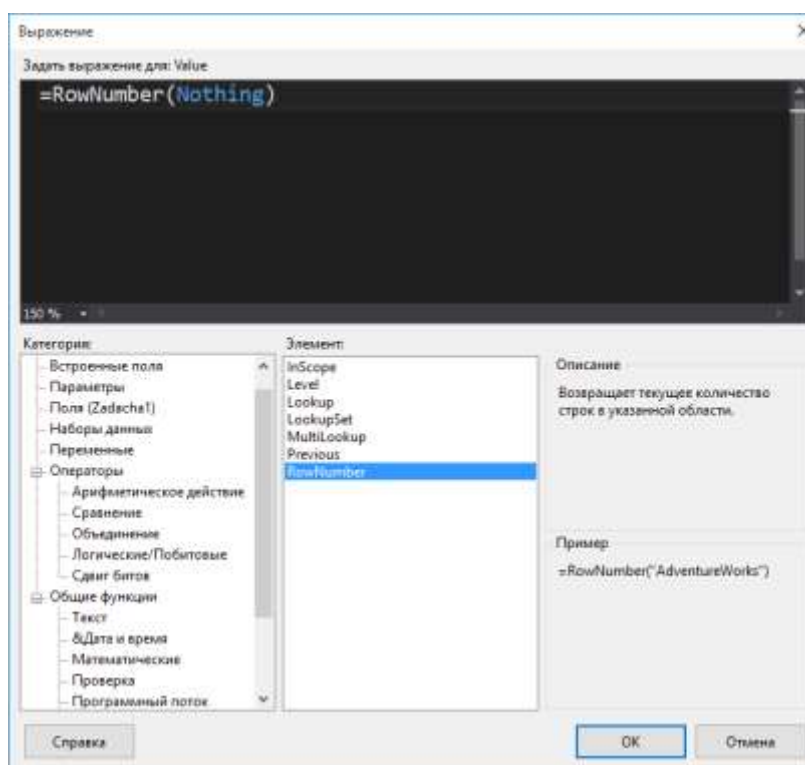 Выражение
Задать выражение для: Value
=RowNumber(Nothing)
150 %
Категория:
Встроенные поля
Параметры
Поля (Zadacha1)
Наборы данных
Переменные
Операторы
Арифметическое действие
Сравнение
Объединение
Логические/Побитовые
Сдвиг битов
Общие функции
Текст
&Дата и время
Математические
Проверка
Программный поток
Элемент:
InScope
Level
Lookup
LookupSet
MultiLookup
Previous
RowNumber
Описание
Возвращает текущее количество
строк в указанной области.
Пример
=RowNumber("AdventureWorks")
Справка
OK
Отмена